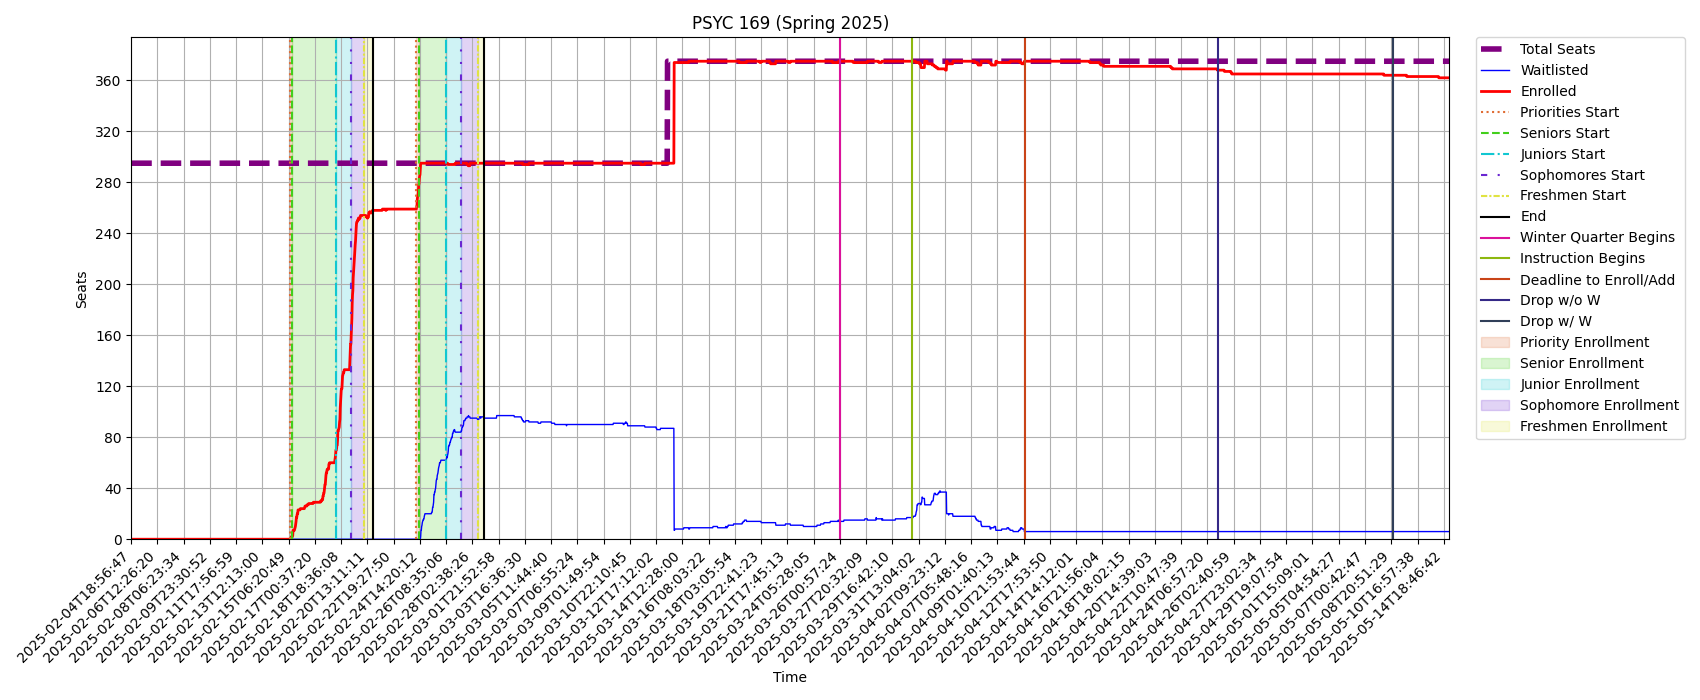 PSYC 169 (Spring 2025)
Seats
360
320
280
240
200
160
120
80
40
0
2025-02-04T18:56:47
2025-02-06T12:26:20
2025-02-08T06:23:34
2025-02-09T23:30:52
2025-02-11T17:56:59
2025-02-13T12:13:00
2025-02-15T06:20:49
2025-02-17T00:37:20
2025-02-18T18:36:08
2025-02-20T13:11:11
2025-02-22T19:27:50
2025-02-24T14:20:12
2025-02-26T08:35:06
2025-02-28T02:38:26
2025-03-01T21:52:58
2025-03-03T16:36:30
2025-03-05T11:44:40
2025-03-07T06:55:24
2025-03-09T01:49:54
2025-03-10T22:10:45
2025-03-12T17:12:02
2025-03-14T12:28:00
2025-03-16T08:03:22
2025-03-18T03:05:54
2025-03-19T22:41:23
2025-03-21T17:45:13
2025-03-24T05:28:05
2025-03-26T00:57:24
2025-03-27T20:32:09
2025-03-29T16:42:10
2025-03-31T13:04:02
2025-04-02T09:23:12
2025-04-07T05:48:16
2025-04-09T01:40:13
2025-04-10T21:53:44
2025-04-12T17:53:50
2025-04-14T14:12:01
2025-04-16T21:56:04
2025-04-18T18:02:15
2025-04-20T14:39:03
2025-04-22T10:47:39
2025-04-24T06:57:20
2025-04-26T02:40:59
2025-04-27T23:02:34
2025-04-29T19:07:54
2025-05-01T15:09:01
2025-05-05T04:54:27
2025-05-07T00:42:47
2025-05-08T20:51:29
2025-05-10T16:57:38
2025-05-14T18:46:42
Time
Total Seats
Waitlisted
Enrolled
Priorities Start
Seniors Start
Juniors Start
Sophomores Start
Freshmen Start
End
Winter Quarter Begins
Instruction Begins
Deadline to Enroll/Add
Drop w/o W
Drop w/ W
Priority Enrollment
Senior Enrollment
Junior Enrollment
Sophomore Enrollment
Freshmen Enrollment